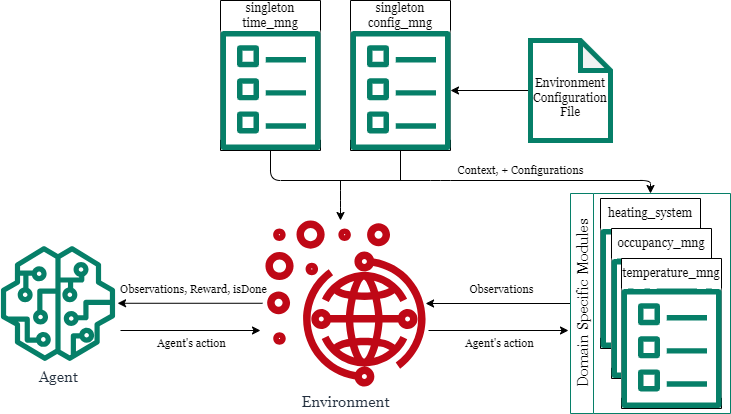 singleton
time_mng
singleton
config_mng
Environment
Configuration
File
Context, + Configurations
heating_system
occupancy_mng
temperature_mng
Domain Specific Modules
Observations, Reward, isDone
Observations
Agent's action
Agent's action
Agent
Environment